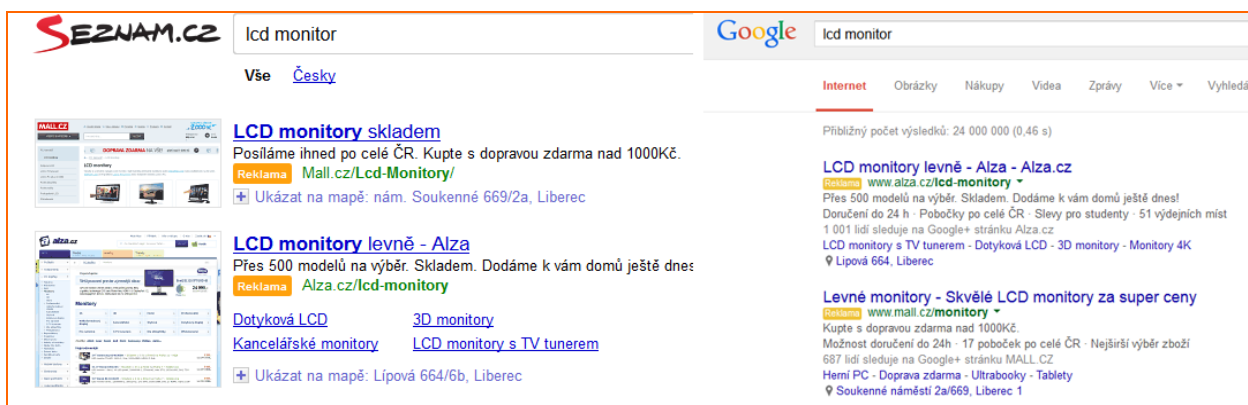 SEZNAM.CZ
lcd monitor
Vše Česky
MALL.CZ
DOPRAVA ZDARMA
LCD monitory skladem
Posíláme ihned po celé ČR. Kupte s dopravou zdarma nad 1000Kč.
Reklama Mall.cz/Lcd-Monitory/
Ukázat na mapě: nám. Soukenné 669/2a, Liberec
alza.cz
Monitory
LCD monitory levně - Alza
Přes 500 modelů na výběr. Skladem. Dodáme k vám domů ještě dnes
Reklama Alza.cz/lcd-monitory
Dotyková LCD 3D monitory
Kancelářské monitory LCD monitory s TV tunerem
Ukázat na mapě: Lípová 664/6b, Liberec
Google
lcd monitor
Internet Obrázky Nákupy Videa Zprávy Více Vyhledá
Přibližný počet výsledků: 24 000 000 (0,46 s)
LCD monitory levně - Alza - Alza.cz
Reklama www.alza.cz/lcd-monitory
Přes 500 modelů na výběr. Skladem. Dodáme k vám domů ještě dnes!
Doručení do 24 h · Pobočky po celé ČR · Slevy pro studenty · 51 výdejních míst
1 001 lidí sleduje na Google+ stránku Alza.cz
LCD monitory s TV tunerem - Dotyková LCD - 3D monitory - Monitory 4K
Lipová 664, Liberec
Levné monitory - Skvělé LCD monitory za super ceny
Reklama www.mall.cz/monitory
Kupte s dopravou zdarma nad 1000Kč.
Možnost doručení do 24h · 17 poboček po celé ČR · Nejširší výběr zboží
687 lidí sleduje na Google+ stránku MALL.CZ
Herní PC - Doprava zdarma - Ultrabooky - Tablety
Soukenné náměstí 2a/669, Liberec 1